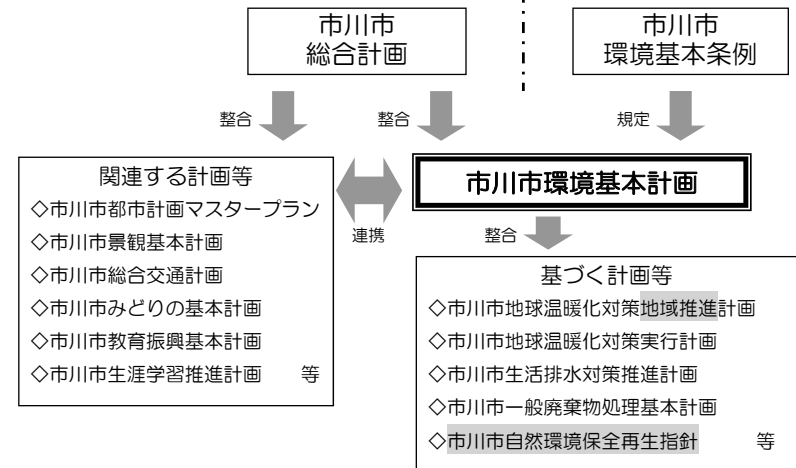 市川市
総合計画
市川市
環境基本条例
整合
整合
規定
関連する計画等
◇市川市都市計画マスタープラン
◇市川市景観基本計画
◇市川市総合交通計画
◇市川市みどりの基本計画
◇市川市教育振興基本計画
◇市川市生涯学習推進計画　等
連携
市川市環境基本計画
整合
基づく計画等
◇市川市地球温暖化対策地域推進計画
◇市川市地球温暖化対策実行計画
◇市川市生活排水対策推進計画
◇市川市一般廃棄物処理基本計画
◇市川市自然環境保全再生指針　等